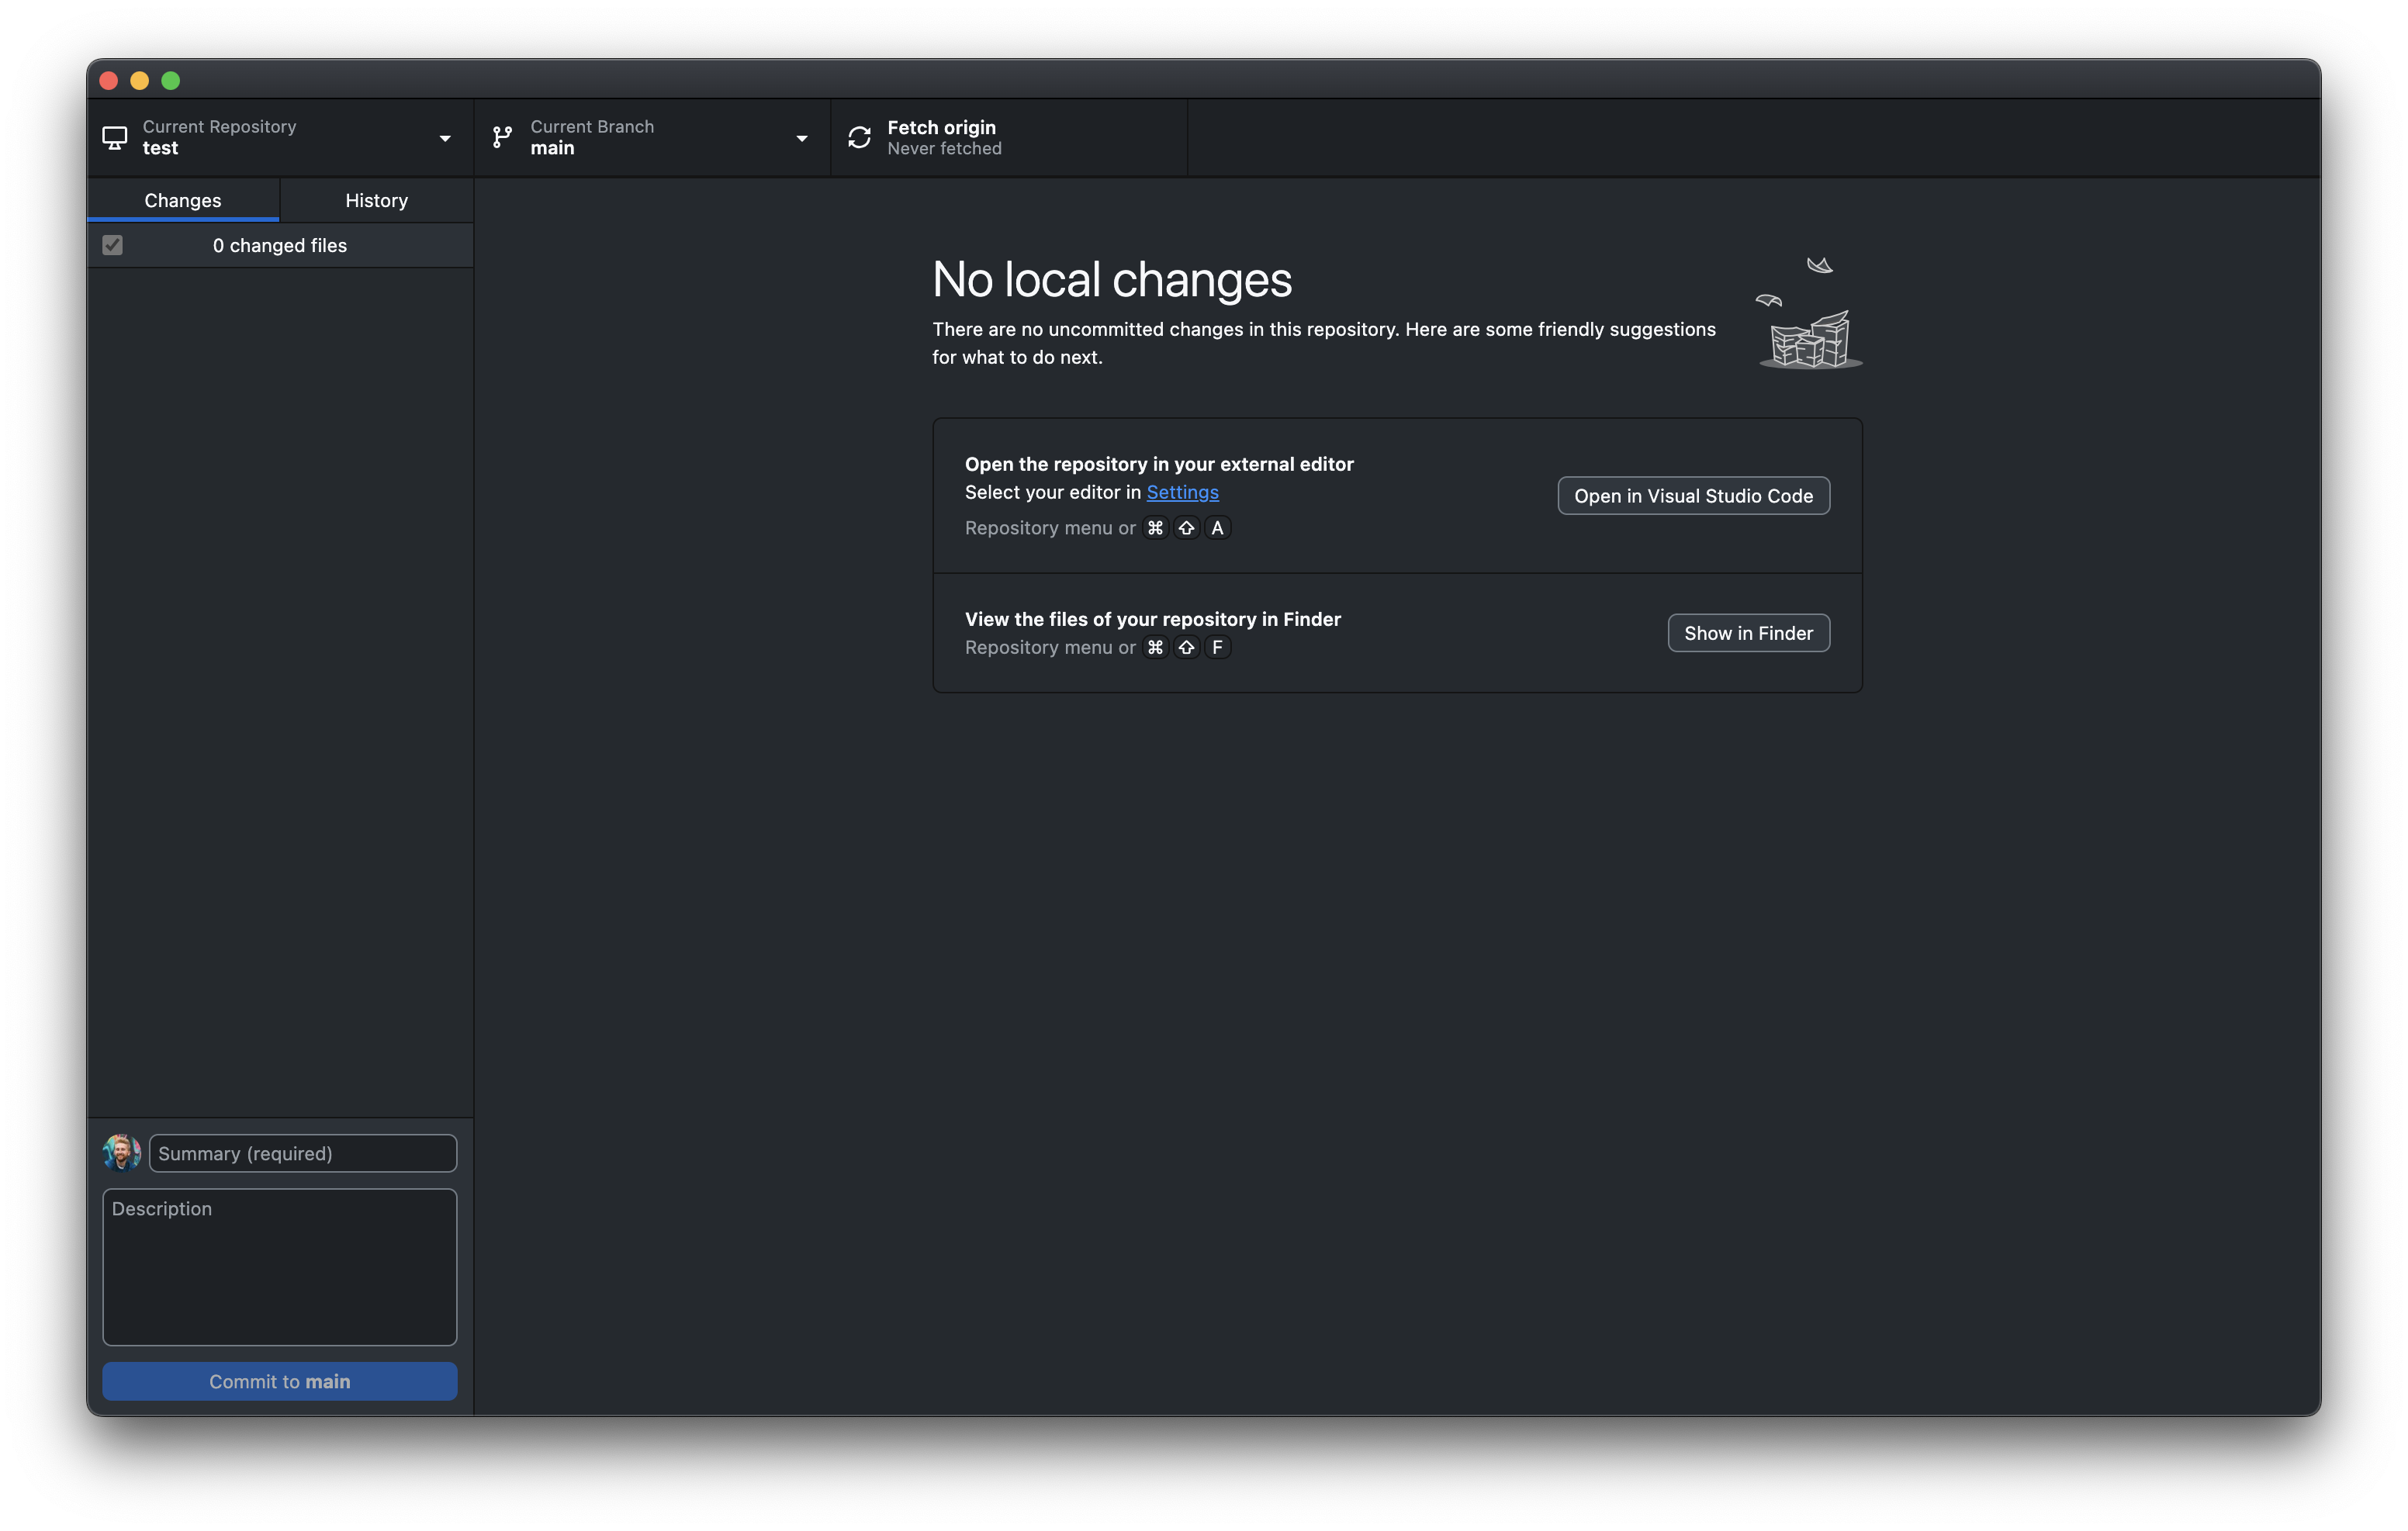 Current Repository
test
Current Branch
main
Fetch origin
Never fetched
Changes
History
0 changed files
No local changes
There are no uncommitted changes in this repository. Here are some friendly suggestions
for what to do next.
Open the repository in your external editor
Select your editor in Settings
Repository menu or ⌘ ⇧ A
Open in Visual Studio Code
View the files of your repository in Finder
Repository menu or ⌘ ⇧ F
Show in Finder
Summary (required)
Description
Commit to main